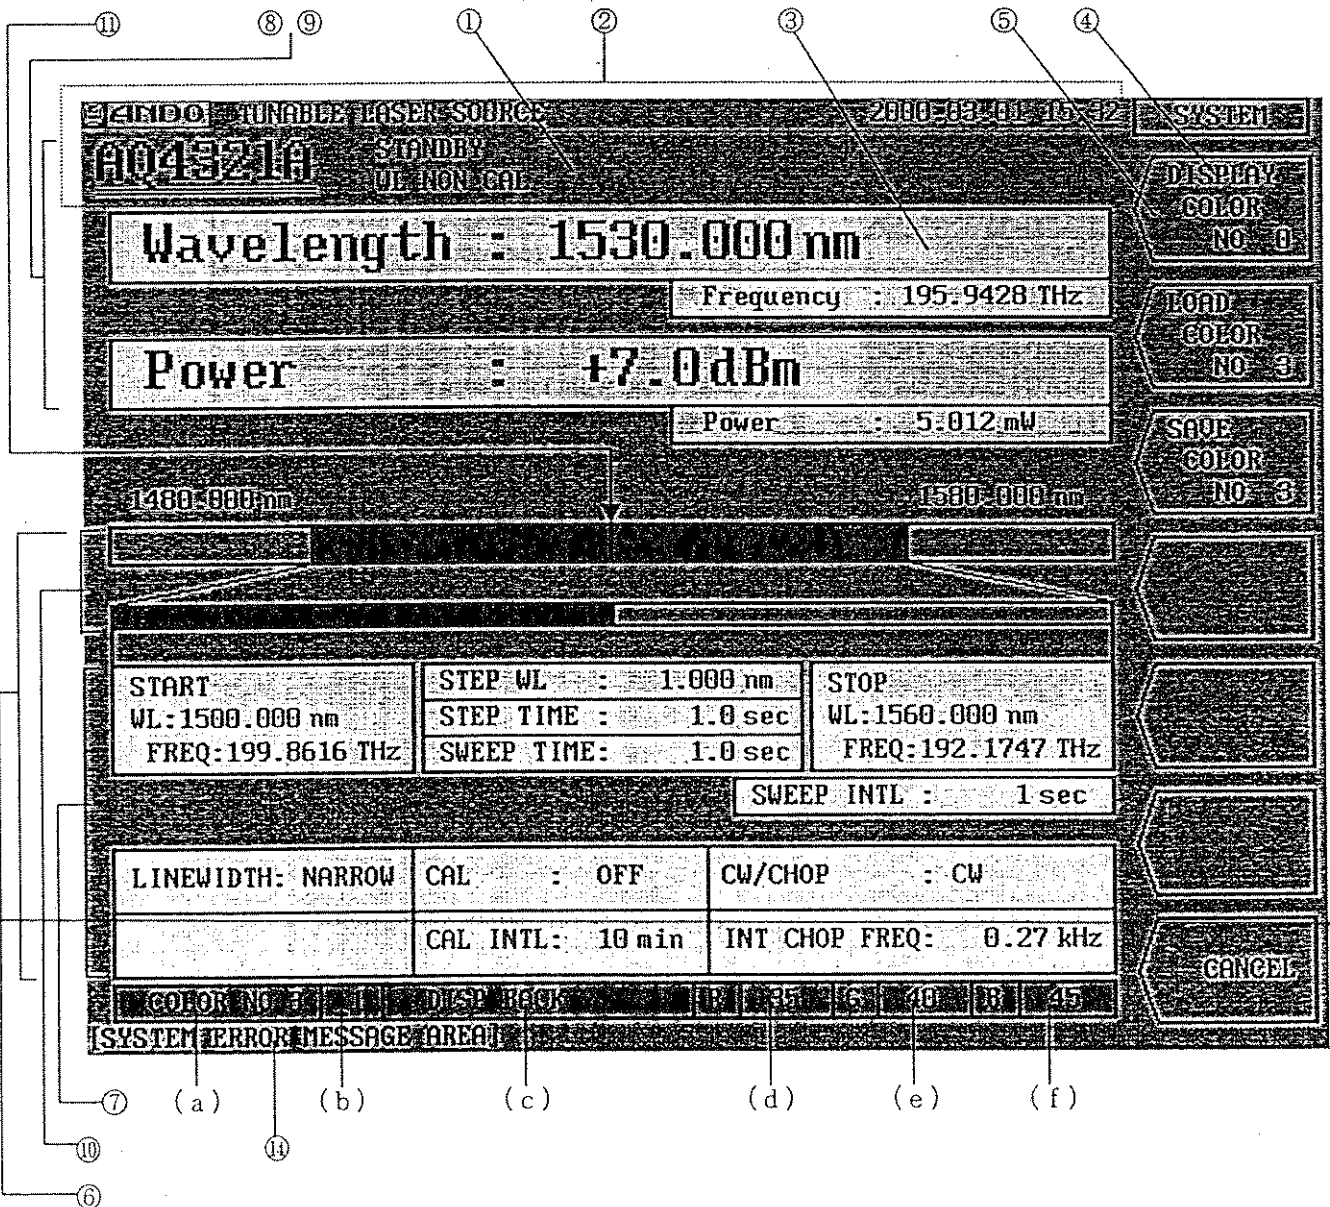 ⑪ ⑧ ⑨ ① ② ③ ⑤ ④
ANDO TUNABLE LASER SOURCE 2000-03-01 15:32 SYSTEM
AQ4321A STANDBY
WL NON CAL
DISPLAY
COLOR
NO 0
Wavelength : 1530.000 nm
Frequency : 195.9428 THz
LOAD
COLOR
NO 3
Power : +7.0 dBm
Power : 5.012 mW
SAVE
COLOR
NO 3
1480.000 nm 1580.000 nm
START
WL:1500.000 nm
FREQ:199.8616 THz
STEP WL : 1.000 nm
STEP TIME : 1.0 sec
SWEEP TIME: 1.0 sec
STOP
WL:1560.000 nm
FREQ:192.1747 THz
SWEEP INTL : 1 sec
LINEWIDTH: NARROW CAL : OFF CW/CHOP : CW
CAL INTL: 10 min INT CHOP FREQ: 0.27 kHz
CANCEL
COLOR NO 3 1 DISP BACK R 35 G 40 B 45
[SYSTEM ERROR MESSAGE AREA]
⑦ (a) (b) (c) (d) (e) (f)
⑩ ⑭
⑥